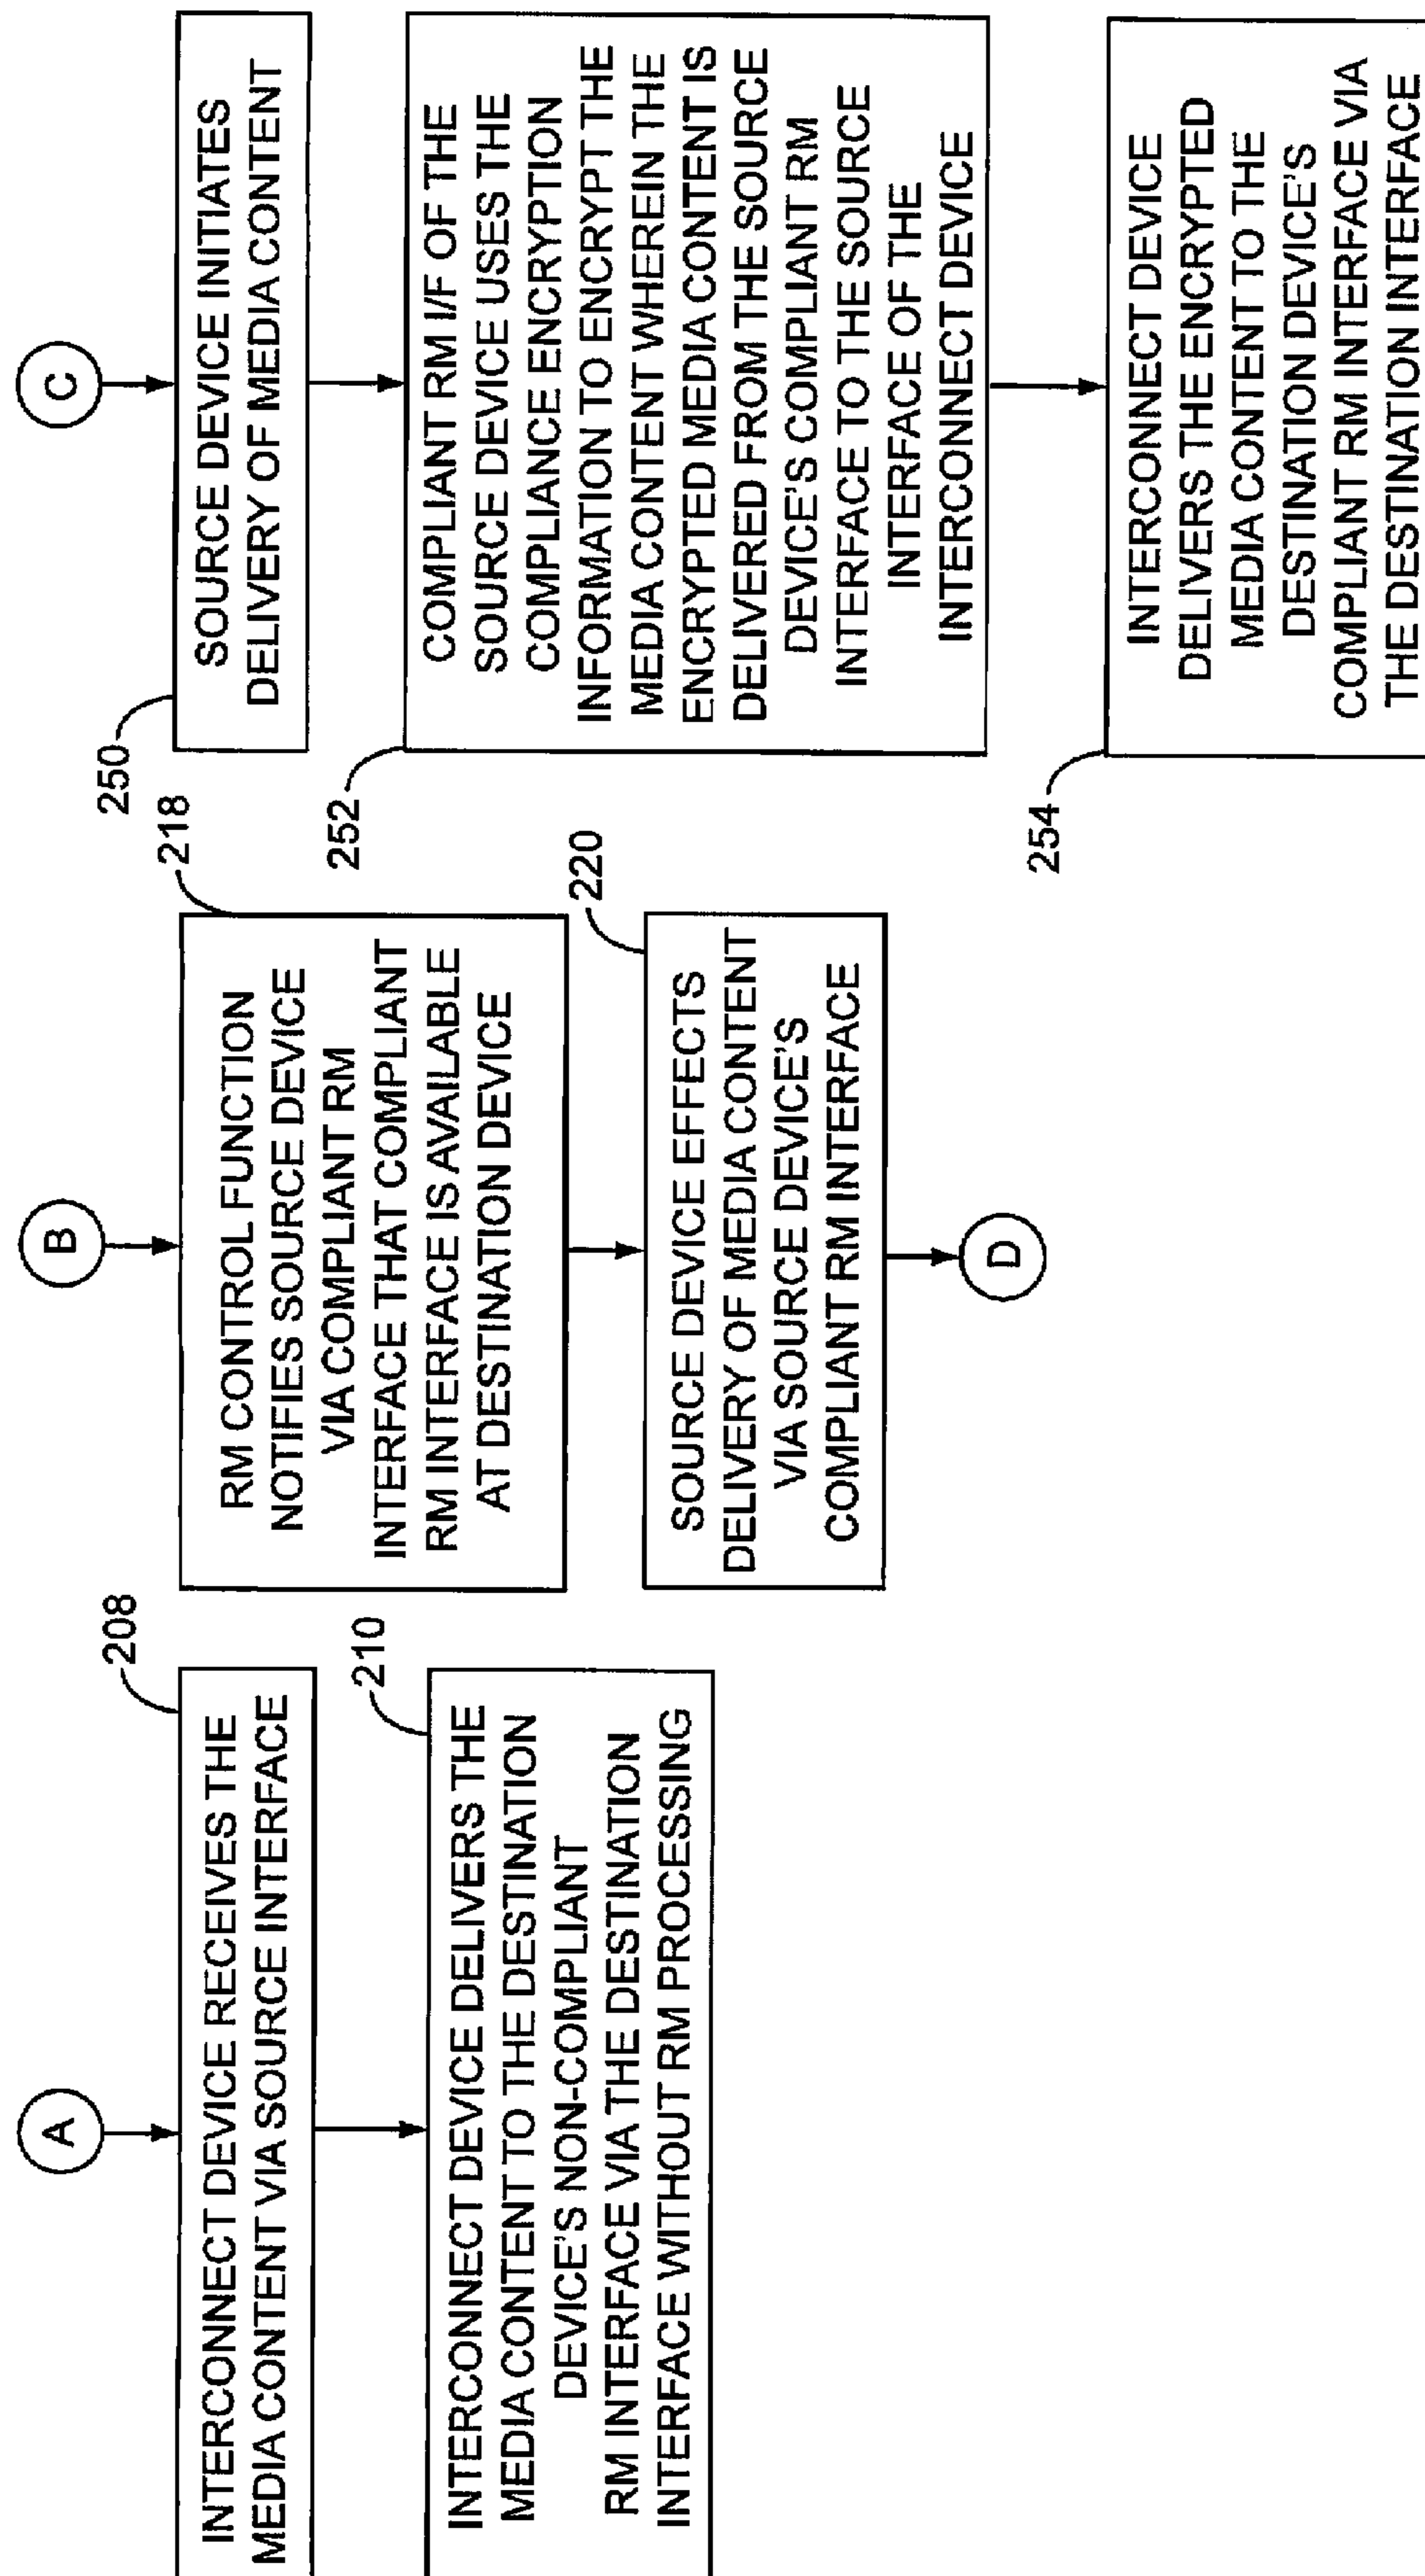 A
208
INTERCONNECT DEVICE RECEIVES THE
MEDIA CONTENT VIA SOURCE INTERFACE
210
INTERCONNECT DEVICE DELIVERS THE
MEDIA CONTENT TO THE DESTINATION
DEVICE'S NON-COMPLIANT
RM INTERFACE VIA THE DESTINATION
INTERFACE WITHOUT RM PROCESSING
B
218
RM CONTROL FUNCTION
NOTIFIES SOURCE DEVICE
VIA COMPLIANT RM
INTERFACE THAT COMPLIANT
RM INTERFACE IS AVAILABLE
AT DESTINATION DEVICE
220
SOURCE DEVICE EFFECTS
DELIVERY OF MEDIA CONTENT
VIA SOURCE DEVICE'S
COMPLIANT RM INTERFACE
D
C
250
SOURCE DEVICE INITIATES
DELIVERY OF MEDIA CONTENT
252
COMPLIANT RM I/F OF THE
SOURCE DEVICE USES THE
COMPLIANCE ENCRYPTION
INFORMATION TO ENCRYPT THE
MEDIA CONTENT WHEREIN THE
ENCRYPTED MEDIA CONTENT IS
DELIVERED FROM THE SOURCE
DEVICE'S COMPLIANT RM
INTERFACE TO THE SOURCE
INTERFACE OF THE
INTERCONNECT DEVICE
254
INTERCONNECT DEVICE
DELIVERS THE ENCRYPTED
MEDIA CONTENT TO THE
DESTINATION DEVICE'S
COMPLIANT RM INTERFACE VIA
THE DESTINATION INTERFACE